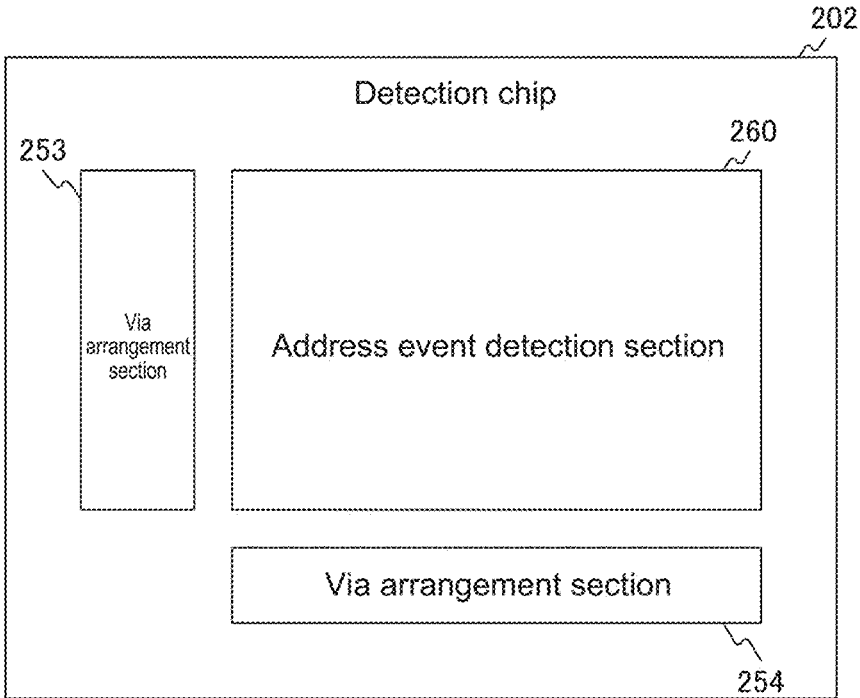 202
Detection chip
260
253
Via
arrangement
section
Address event detection section
Via arrangement section
254